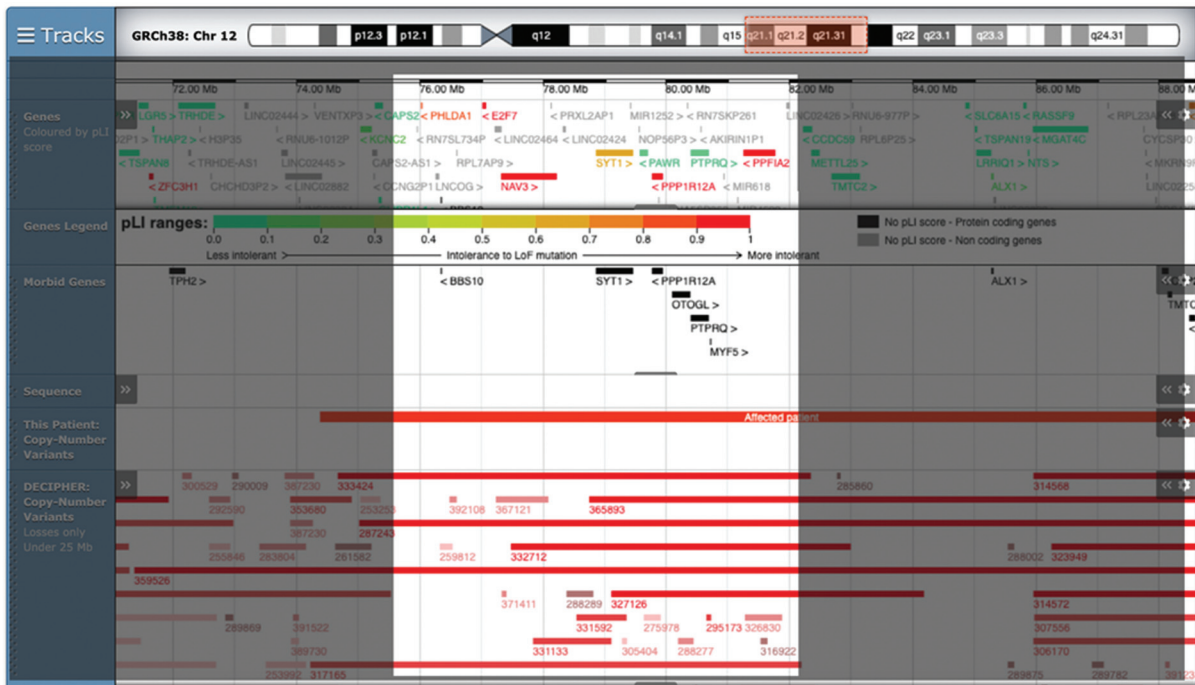 Tracks
GRCh38: Chr 12
p12.3 p12.1 q12 q14.1 q15 q21.1 q21.2 q21.31 q22 q23.1 q23.3 q24.31
72.00 Mb 74.00 Mb 76.00 Mb 78.00 Mb 80.00 Mb 82.00 Mb 84.00 Mb 86.00 Mb 88.00 M
Genes
Coloured by pLI
score
LGR5 > TRHDE > LINC02444 > VENTXP3 > < CAPS2 < PHLDA1 < E2F7 > PRXL2AP1 MIR1252 > < RN7SKP261 LINC02426 > RNU6-977P > SLC6A15 > < RASSF9 RPL23A
02P1 > THAP2 > < H3P35 < RNU6-1012P < KCNC2 < RN7SL734P < LINC02464 < LINC02424 NOP56P3 > < AKIRIN1P1 < CCDC59 > RPL6P25 < TSPAN19 < MGAT4C CYCSP30
< TSPAN8 < TRHDE-AS1 < LINC02445 > CAPS2-AS1 > RPL7AP9 > SYT1 > < PAWR PTPRQ > < PPFIA2 METTL25 > LRRIQ1 > NTS > < MKRN9P
< ZFC3H1 < CHCHD3P2 > < LINC02882 < CCNG2P1 LNCOG > NAV3 > < PPP1R12A < MIR618 TMTC2 > ALX1 > LINC0225
Genes Legend
pLI ranges:
0.0 0.1 0.2 0.3 0.4 0.5 0.6 0.7 0.8 0.9 1
Less intolerant Intolerance to LoF mutation More intolerant
No pLI score - Protein coding genes
No pLI score - Non coding genes
Morbid Genes
TPH2 > < BBS10 SYT1 > < PPP1R12A ALX1 >
OTOGL > TMTC
PTPRQ >
MYF5 >
Sequence
This Patient:
Copy-Number
Variants
Affected patient
DECIPHER:
Copy-Number
Variants
Losses only
Under 25 Mb
300529 290009 387230 333424 285860 314568
292590 353680 253253 392108 367121 365893
387230 287243
255846 283804 261582 259812 332712 288002 323949
359526
371411 288289 327126 314572
289869 391522 331592 275978 295173 326830 307556
389730 331133 305404 288277 316922 306170
253992 317165 289875 289782 39123